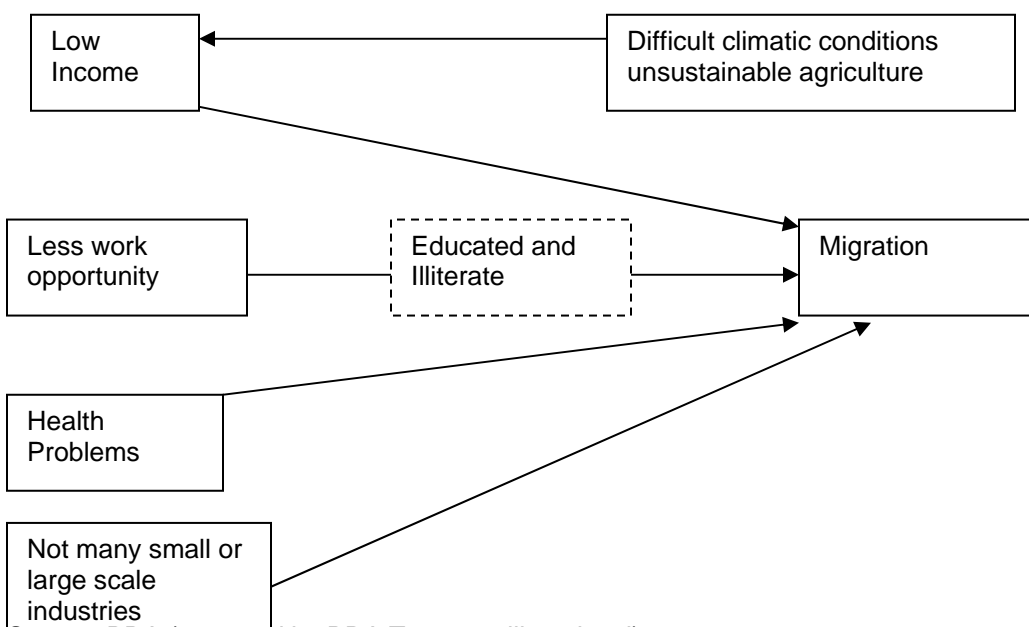 Low
Income
Difficult climatic conditions
unsustainable agriculture
Less work
opportunity
Educated and
Illiterate
Migration
Health
Problems
Not many small or
large scale
industries